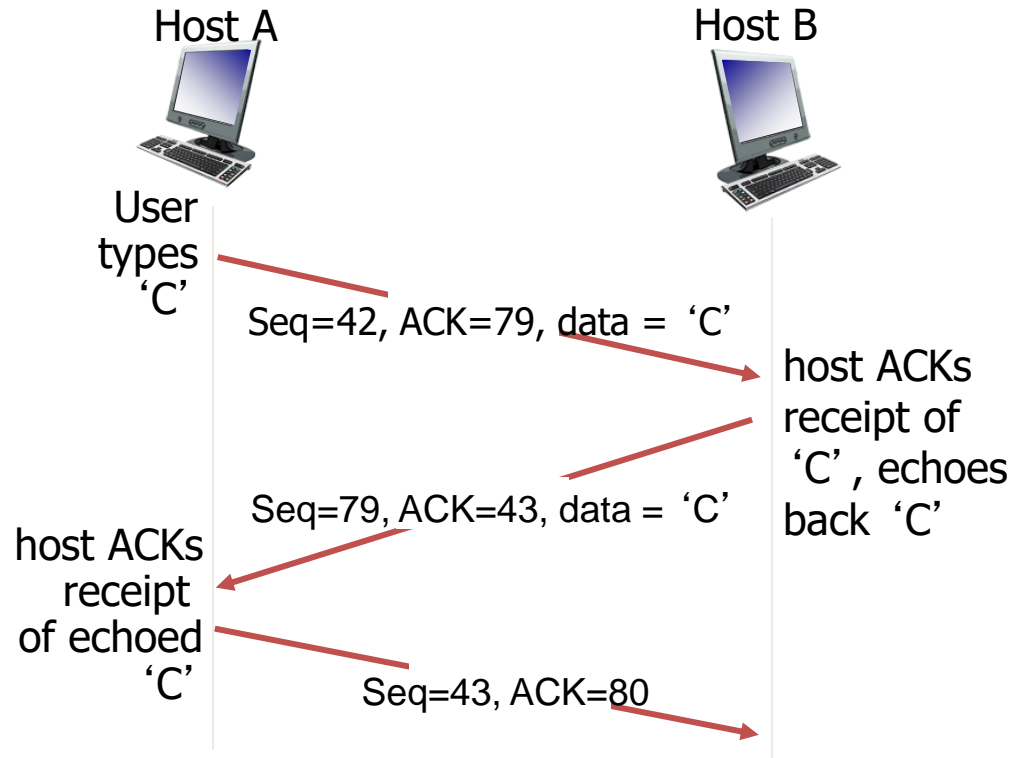 Host A
Host B
User
types
‘C’
Seq=42, ACK=79, data = ‘C’
host ACKs
receipt of
‘C’, echoes
back ‘C’
Seq=79, ACK=43, data = ‘C’
host ACKs
receipt
of echoed
‘C’
Seq=43, ACK=80